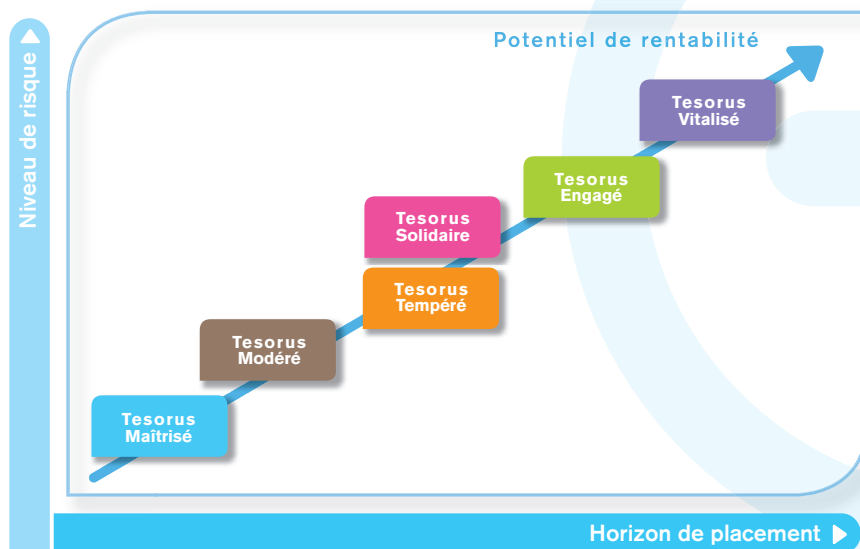 Potentiel de rentabilité
Niveau de risque
Tesorus
Vitalisé
Tesorus
Engagé
Tesorus
Solidaire
Tesorus
Tempéré
Tesorus
Modéré
Tesorus
Maîtrisé
Horizon de placement